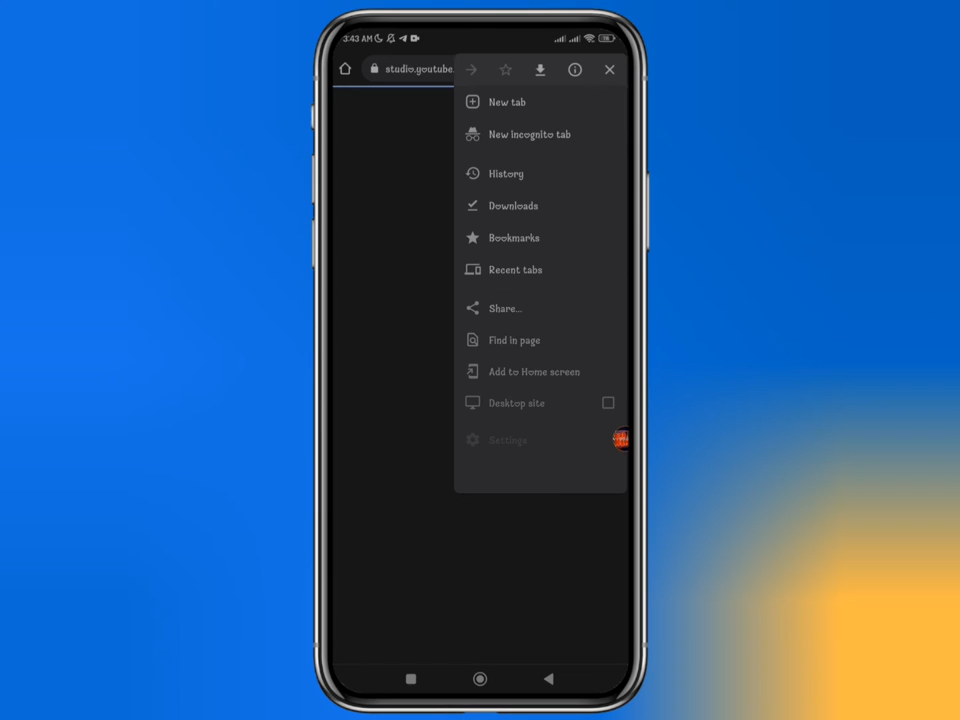 3:43 AM
studio.youtube.
New tab
New incognito tab
History
Downloads
Bookmarks
Recent tabs
Share...
Find in page
Add to Home screen
Desktop site
Settings